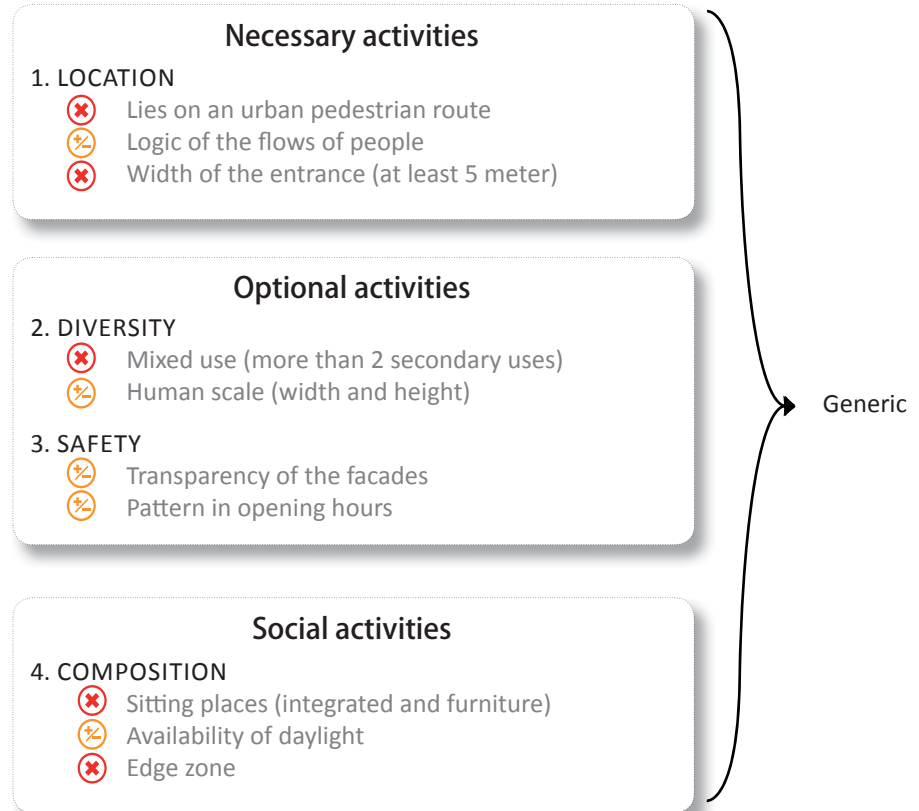 Necessary activities
1. LOCATION
Lies on an urban pedestrian route
Logic of the flows of people
Width of the entrance (at least 5 meter)
Optional activities
2. DIVERSITY
Mixed use (more than 2 secondary uses)
Human scale (width and height)
3. SAFETY
Transparency of the facades
Pattern in opening hours
Generic
Social activities
4. COMPOSITION
Sitting places (integrated and furniture)
Availability of daylight
Edge zone